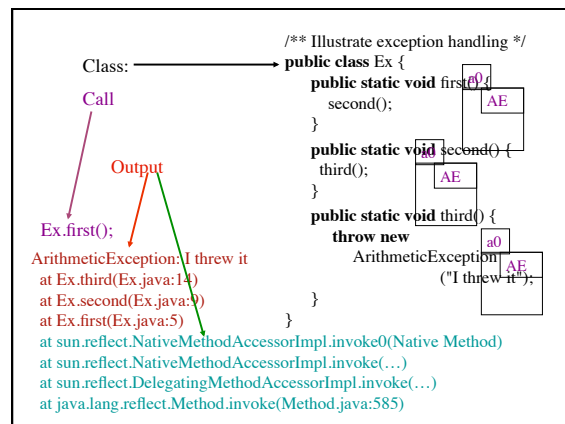 Class:
Call
Output
Ex.first();
ArithmeticException: I threw it
at Ex.third(Ex.java:14)
at Ex.second(Ex.java:9)
at Ex.first(Ex.java:5)
at sun.reflect.NativeMethodAccessorImpl.invoke0(Native Method)
at sun.reflect.NativeMethodAccessorImpl.invoke(…)
at sun.reflect.DelegatingMethodAccessorImpl.invoke(…)
at java.lang.reflect.Method.invoke(Method.java:585)
/** Illustrate exception handling */
public class Ex {
public static void first() {
second();
}
public static void second() {
third();
}
public static void third() {
throw new
ArithmeticException
("I threw it");
}
}
a0
AE
a0
AE
a0
AE